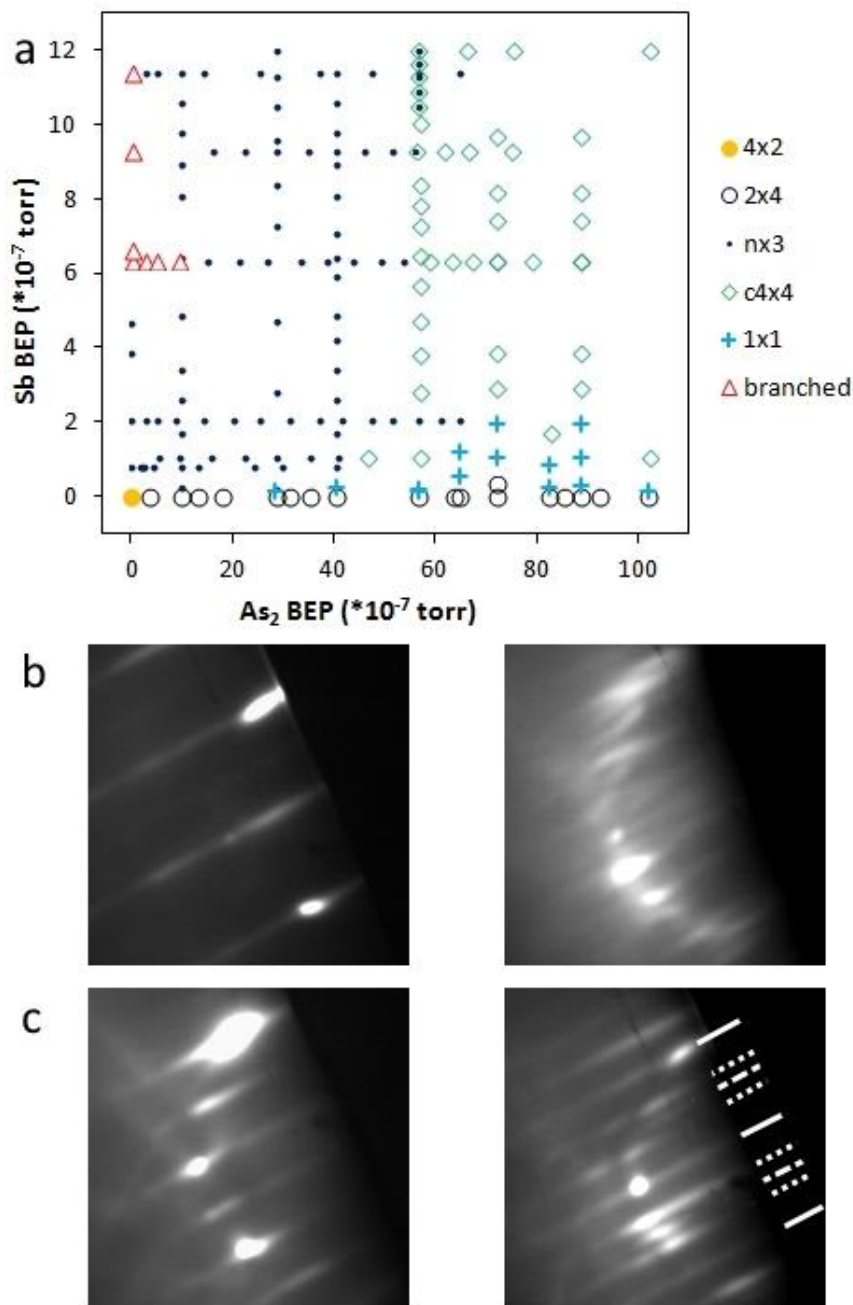 a
12
10
8
6
4
2
0
Sb BEP (*10⁻⁷ torr)
0 20 40 60 80 100
As₂ BEP (*10⁻⁷ torr)
4x2
2x4
nx3
c4x4
1x1
branched
b
c